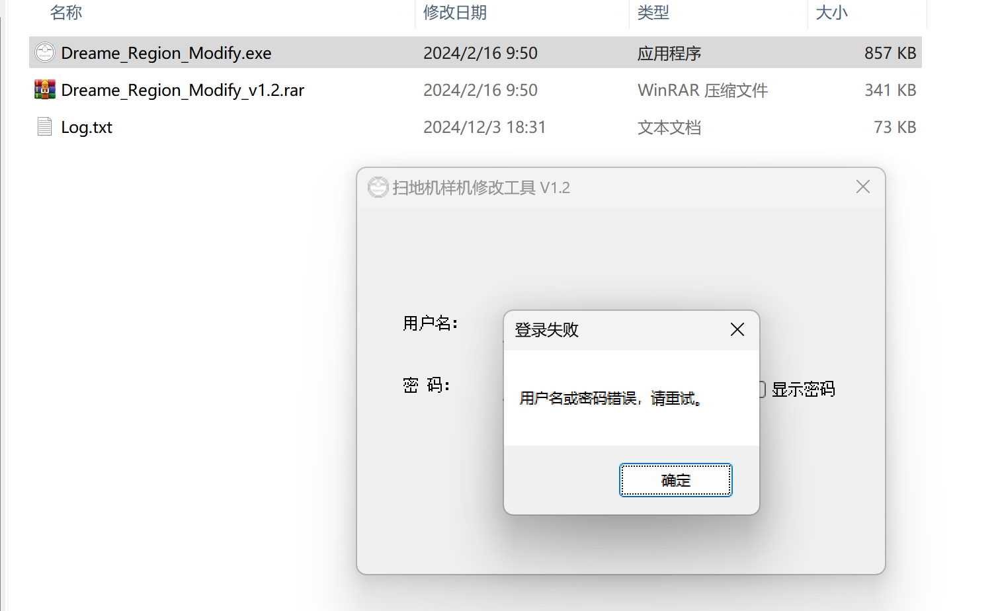 名称 修改日期 类型 大小
Dreame_Region_Modify.exe 2024/2/16 9:50 应用程序 857 KB
Dreame_Region_Modify_v1.2.rar 2024/2/16 9:50 WinRAR 压缩文件 341 KB
Log.txt 2024/12/3 18:31 文本文档 73 KB
扫地机样机修改工具 V1.2
用户名：
登录失败
密 码：
显示密码
用户名或密码错误，请重试。
确定